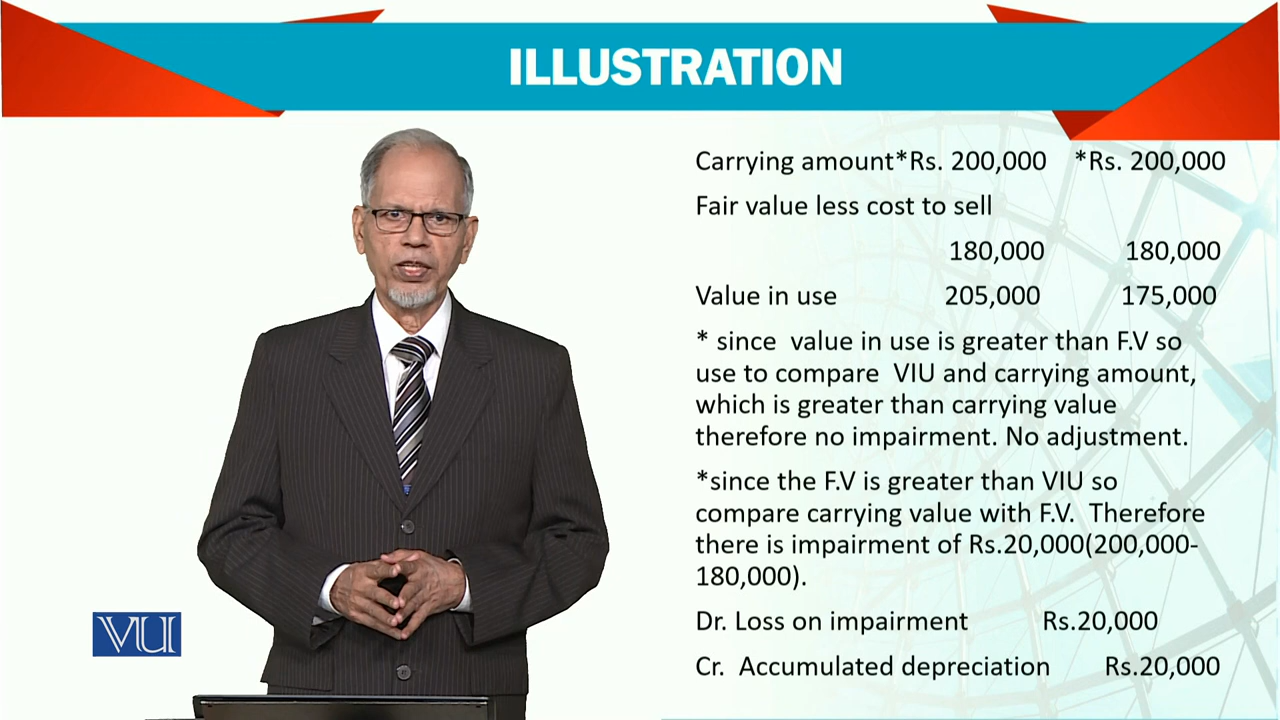 ILLUSTRATION
Carrying amount*Rs. 200,000 *Rs. 200,000
Fair value less cost to sell
180,000 180,000
Value in use 205,000 175,000
* since value in use is greater than F.V so
use to compare VIU and carrying amount,
which is greater than carrying value
therefore no impairment. No adjustment.
*since the F.V is greater than VIU so
compare carrying value with F.V. Therefore
there is impairment of Rs.20,000(200,000-
180,000).
Dr. Loss on impairment Rs.20,000
Cr. Accumulated depreciation Rs.20,000
VU